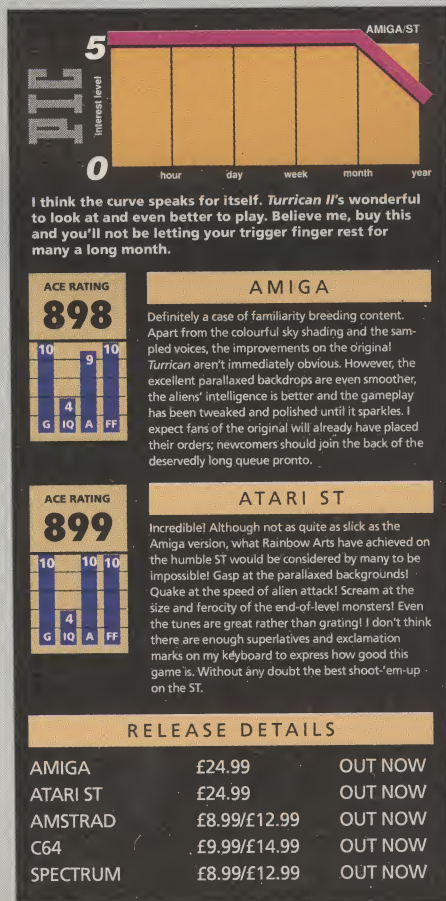 AMIGA/ST
5
interest level
PIC
0
hour day week month year
I think the curve speaks for itself. Turrican II's wonderful
to look at and even better to play. Believe me, buy this
and you'll not be letting your trigger finger rest for
many a long month.
ACE RATING
898
10 4 9 10
G IQ A FF
AMIGA
Definitely a case of familiarity breeding content.
Apart from the colourful sky shading and the sam-
pled voices, the improvements on the original
Turrican aren't immediately obvious. However, the
excellent parallaxed backdrops are even smoother,
the aliens' intelligence is better and the gameplay
has been tweaked and polished until it sparkles. I
expect fans of the original will already have placed
their orders; newcomers should join the back of the
deservedly long queue pronto.
ACE RATING
899
10 4 10 10
G IQ A FF
ATARI ST
Incredible! Although not as quite as slick as the
Amiga version, what Rainbow Arts have achieved on
the humble ST would be considered by many to be
impossible! Gasp at the parallaxed backgrounds!
Quake at the speed of alien attack! Scream at the
size and ferocity of the end-of-level monsters! Even
the tunes are great rather than grating! I don't think
there are enough superlatives and exclamation
marks on my keyboard to express how good this
game is. Without any doubt the best shoot-'em-up
on the ST.
RELEASE DETAILS
AMIGA £24.99 OUT NOW
ATARI ST £24.99 OUT NOW
AMSTRAD £8.99/£12.99 OUT NOW
C64 £9.99/£14.99 OUT NOW
SPECTRUM £8.99/£12.99 OUT NOW